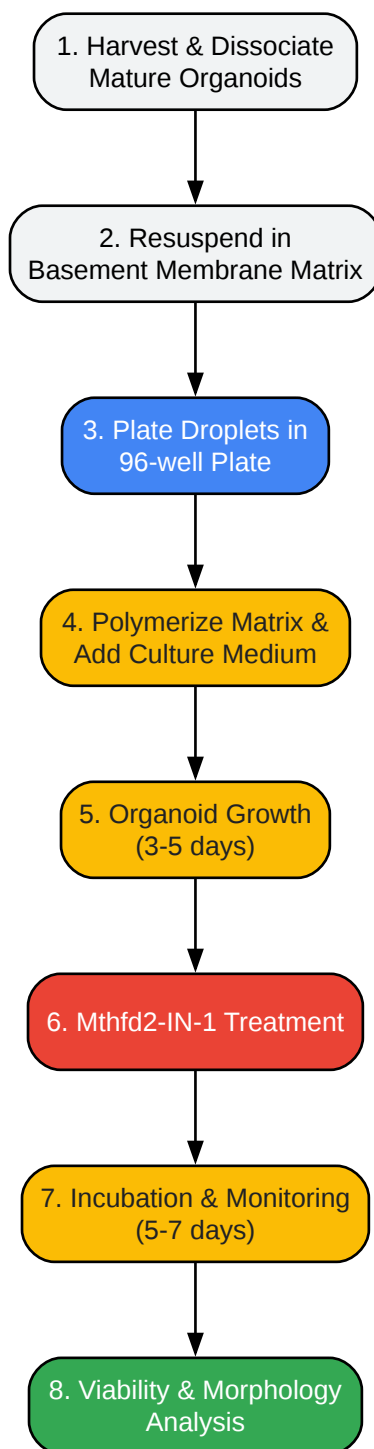 1. Harvest & Dissociate
Mature Organoids
2. Resuspend in
Basement Membrane Matrix
3. Plate Droplets in
96-well Plate
4. Polymerize Matrix &
Add Culture Medium
5. Organoid Growth
(3-5 days)
6. Mthfd2-IN-1 Treatment
7. Incubation & Monitoring
(5-7 days)
8. Viability & Morphology
Analysis